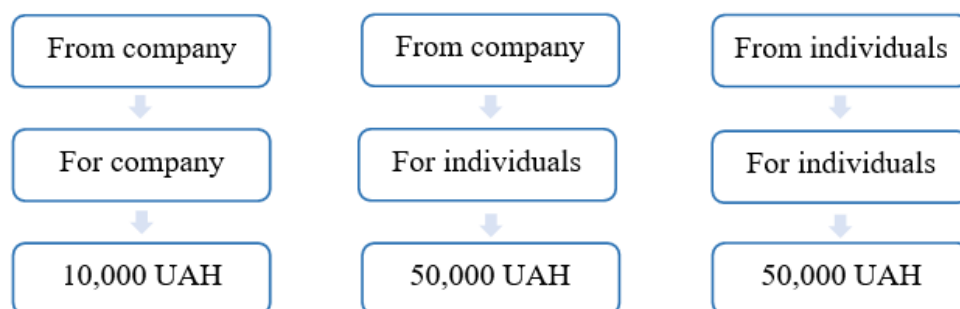 From company
For company
10,000 UAH
From company
For individuals
50,000 UAH
From individuals
For individuals
50,000 UAH